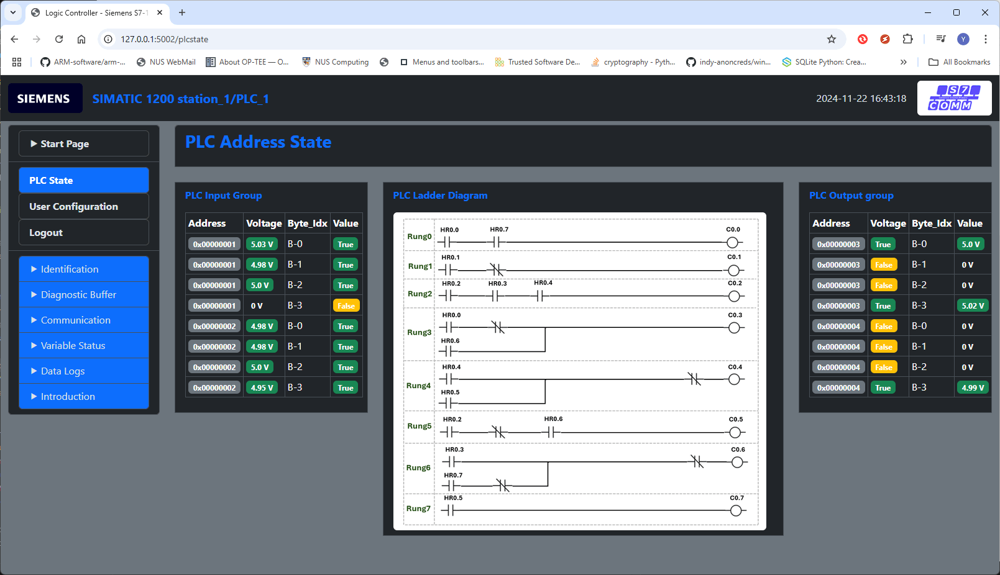 Logic Controller - Siemens S7-1
127.0.0.1:5002/plcstate
Y
ARM-software/arm-...
NUS WebMail
About OP-TEE — O...
NUS Computing
Menus and toolbars...
Trusted Software De...
cryptography - Pyth...
indy-anoncreds/win...
SQLite Python: Crea...
All Bookmarks
SIEMENS
SIMATIC 1200 station_1/PLC_1
2024-11-22 16:43:18
S7
COMM
Start Page
PLC State
User Configuration
Logout
Identification
Diagnostic Buffer
Communication
Variable Status
Data Logs
Introduction
PLC Address State
PLC Input Group
Address Voltage Byte_Idx Value
0x00000001 5.03 V B-0 True
0x00000001 4.98 V B-1 True
0x00000001 5.0 V B-2 True
0x00000001 0 V B-3 False
0x00000002 4.98 V B-0 True
0x00000002 4.98 V B-1 True
0x00000002 5.0 V B-2 True
0x00000002 4.95 V B-3 True
PLC Ladder Diagram
HR0.0 HR0.7 C0.0
Rung0
HR0.1 C0.1
Rung1
HR0.2 HR0.3 HR0.4 C0.2
Rung2
HR0.0 C0.3
Rung3
HR0.6
HR0.4 C0.4
Rung4
HR0.5
HR0.2 HR0.6 C0.5
Rung5
HR0.3 C0.6
Rung6
HR0.7
HR0.5 C0.7
Rung7
PLC Output group
Address Voltage Byte_Idx Value
0x00000003 True B-0 5.0 V
0x00000003 False B-1 0 V
0x00000003 False B-2 0 V
0x00000003 True B-3 5.02 V
0x00000004 False B-0 0 V
0x00000004 False B-1 0 V
0x00000004 False B-2 0 V
0x00000004 True B-3 4.99 V